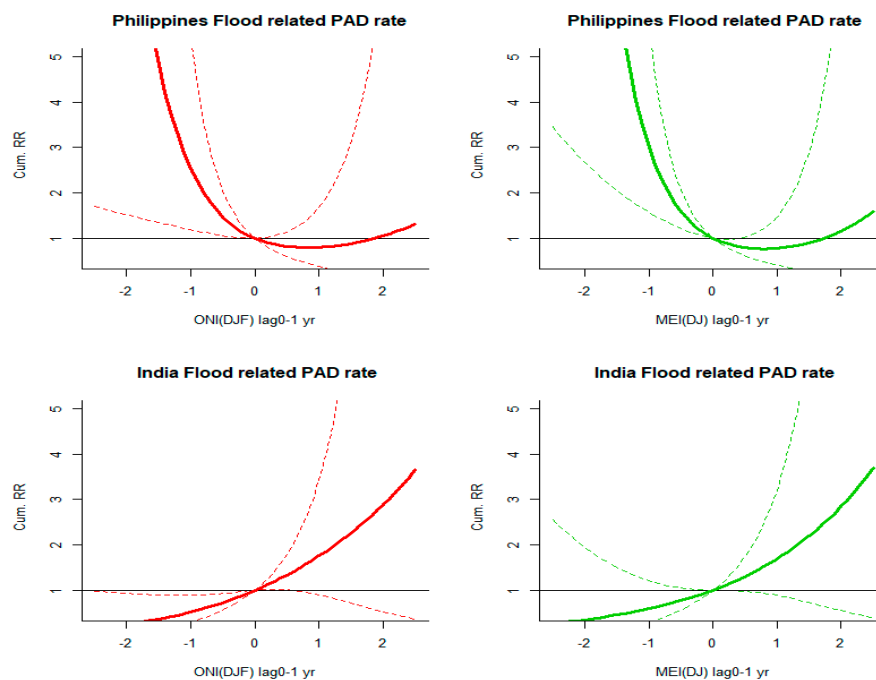 Philippines Flood related PAD rate
Cum. RR
5
4
3
2
1
-2 -1 0 1 2
ONI(DJF) lag0-1 yr
Philippines Flood related PAD rate
Cum. RR
5
4
3
2
1
-2 -1 0 1 2
MEI(DJ) lag0-1 yr
India Flood related PAD rate
Cum. RR
5
4
3
2
1
-2 -1 0 1 2
ONI(DJF) lag0-1 yr
India Flood related PAD rate
Cum. RR
5
4
3
2
1
-2 -1 0 1 2
MEI(DJ) lag0-1 yr